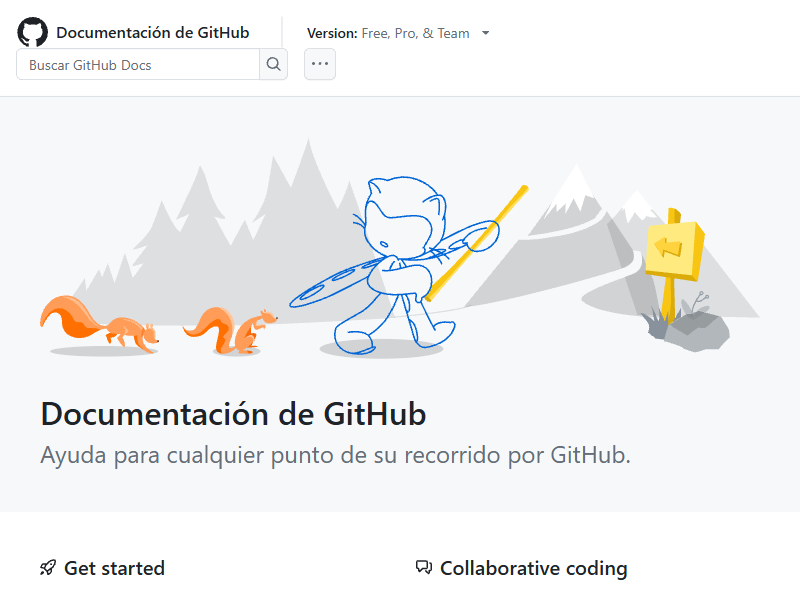 Documentación de GitHub
Version: Free, Pro, & Team
Buscar GitHub Docs
Documentación de GitHub
Ayuda para cualquier punto de su recorrido por GitHub.
Get started
Collaborative coding